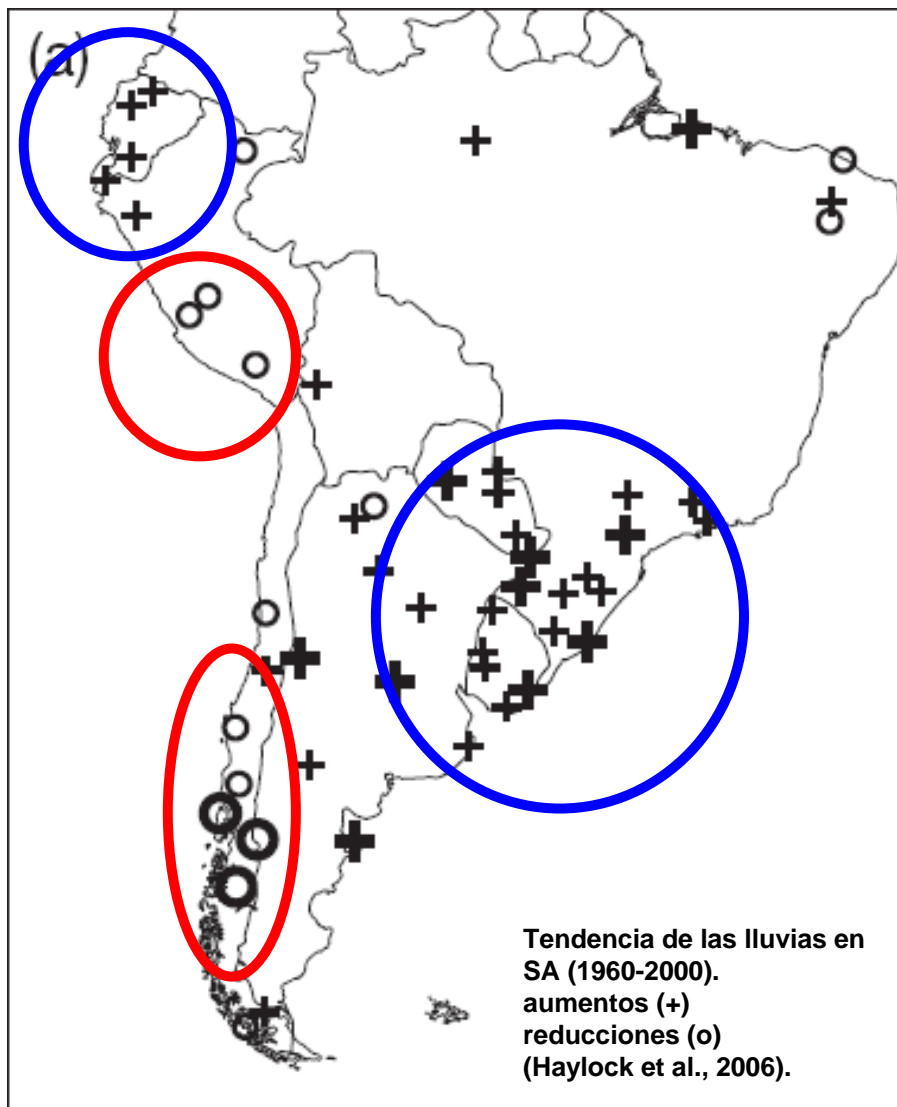 (a)
Tendencia de las lluvias en
SA (1960-2000).
aumentos (+)
reducciones (o)
(Haylock et al., 2006).